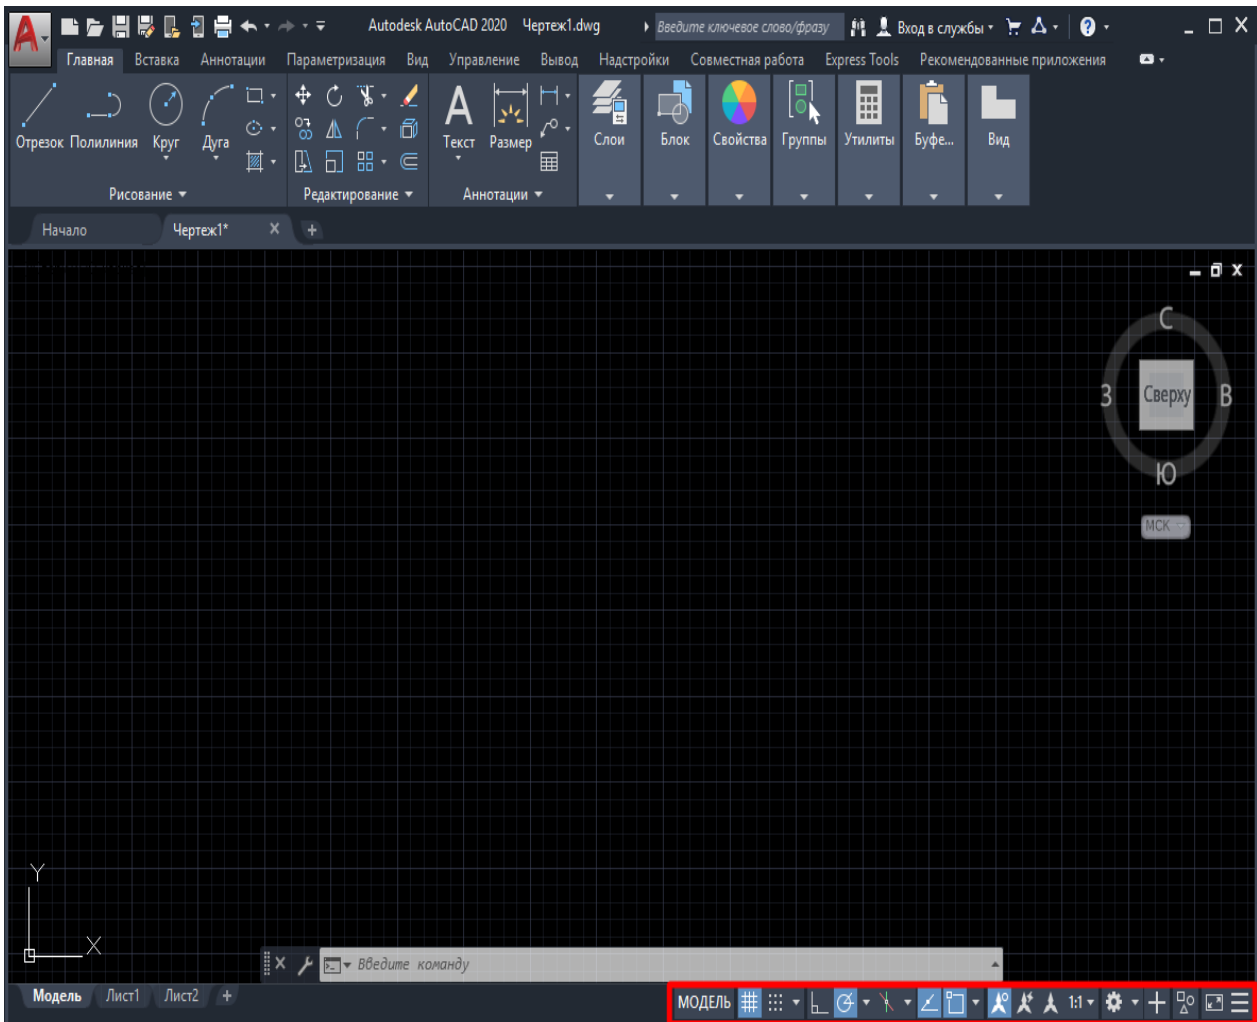 Autodesk AutoCAD 2020 Чертеж1.dwg Введите ключевое слово/фразу Вход в службы
Главная Вставка Аннотации Параметризация Вид Управление Вывод Надстройки Совместная работа Express Tools Рекомендованные приложения
Отрезок Полилиния Круг Дуга Текст Размер Слои Блок Свойства Группы Утилиты Буфе... Вид
Рисование Редактирование Аннотации
Начало Чертеж1*
С
З Сверху В
Ю
МСК
Y
X
Введите команду
Модель Лист1 Лист2 + МОДЕЛЬ 1:1